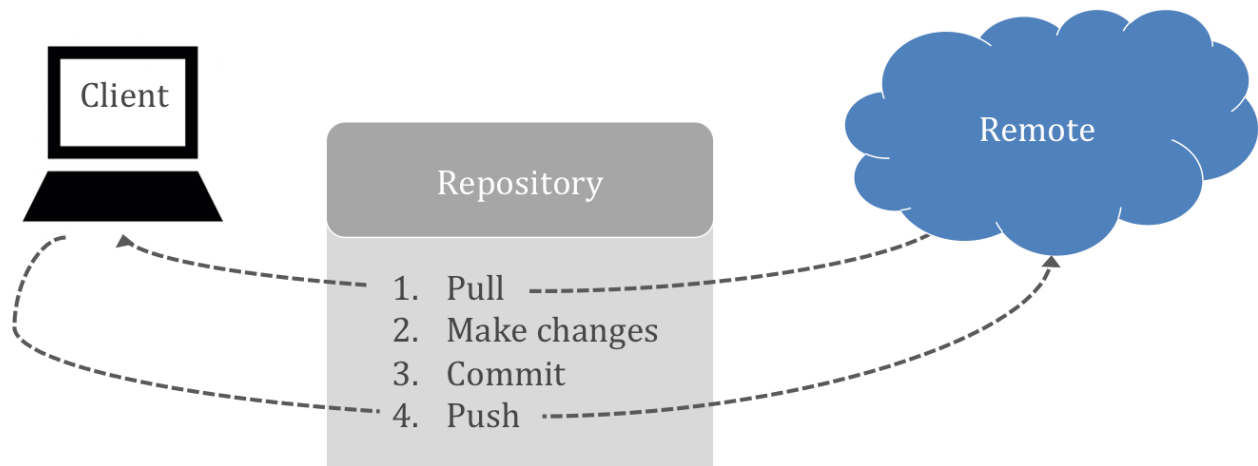 Client
Remote
Repository
1. Pull
2. Make changes
3. Commit
4. Push